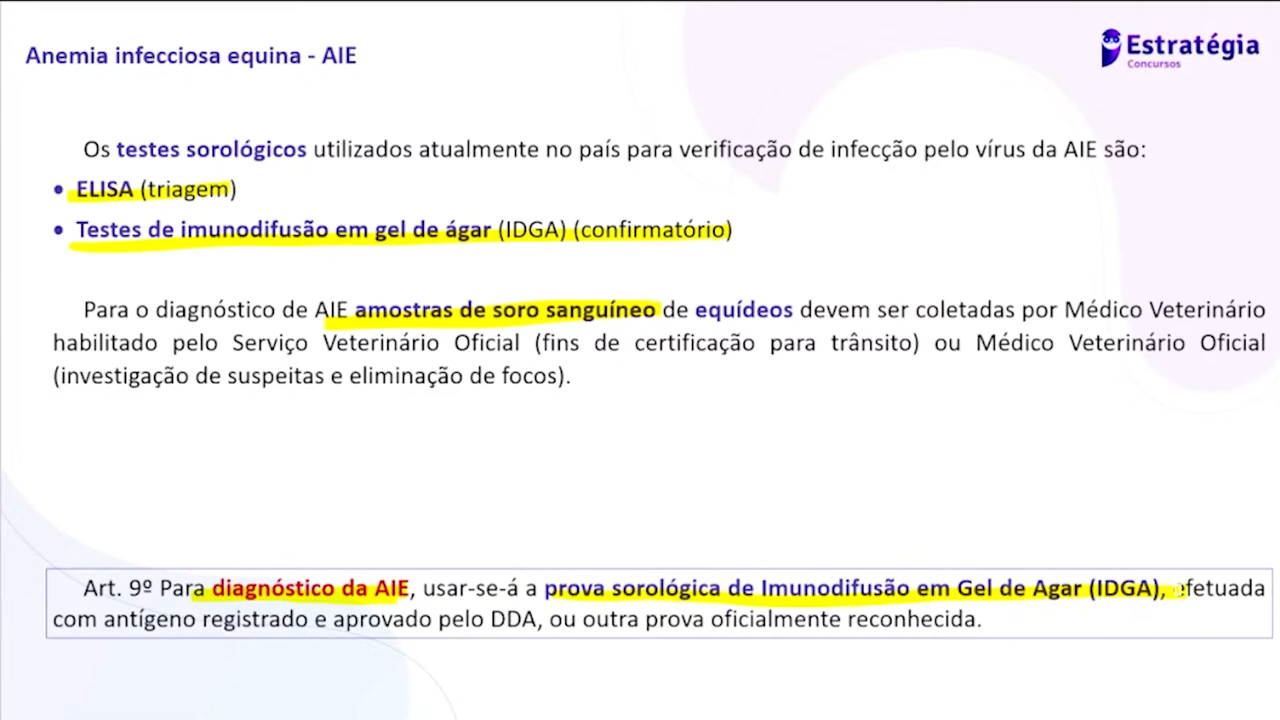 Anemia infecciosa equina - AIE
Estratégia
Concursos
Os testes sorológicos utilizados atualmente no país para verificação de infecção pelo vírus da AIE são:
• ELISA (triagem)
• Testes de imunodifusão em gel de ágar (IDGA) (confirmatório)
Para o diagnóstico de AIE amostras de soro sanguíneo de equídeos devem ser coletadas por Médico Veterinário
habilitado pelo Serviço Veterinário Oficial (fins de certificação para trânsito) ou Médico Veterinário Oficial
(investigação de suspeitas e eliminação de focos).
Art. 9º Para diagnóstico da AIE, usar-se-á a prova sorológica de Imunodifusão em Gel de Agar (IDGA), efetuada
com antígeno registrado e aprovado pelo DDA, ou outra prova oficialmente reconhecida.